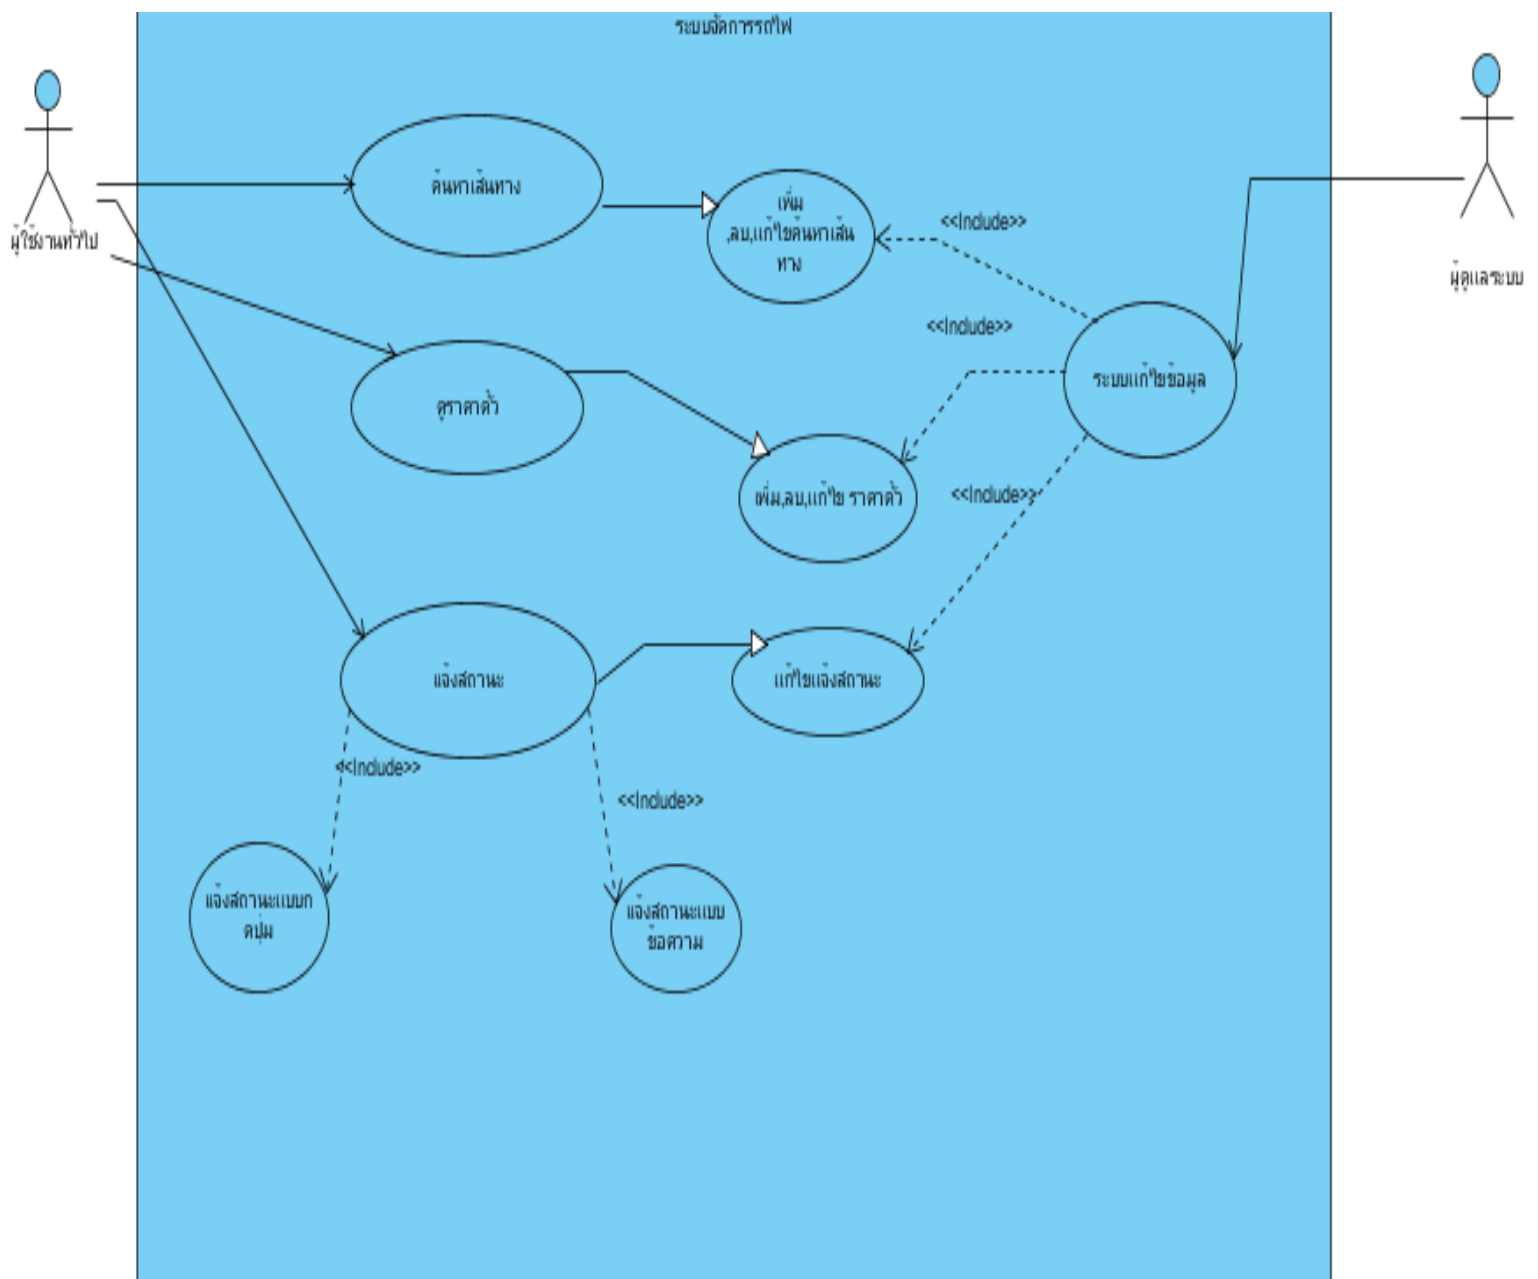 ระบบจัดการรถไฟ
ผู้ใช้งานทั่วไป
ผู้ดูแลระบบ
ค้นหาเส้นทาง
เพิ่ม
,ลบ,แก้ไขค้นหาเส้น
ทาง
<<Include>>
<<Include>>
ระบบแก้ไขข้อมูล
ดูราคาตั๋ว
เพิ่ม,ลบ,แก้ไข ราคาตั๋ว
<<Include>>
แจ้งสถานะ
แก้ไขแจ้งสถานะ
<<Include>>
<<Include>>
แจ้งสถานะแบบก
ดปุ่ม
แจ้งสถานะแบบ
ข้อความ